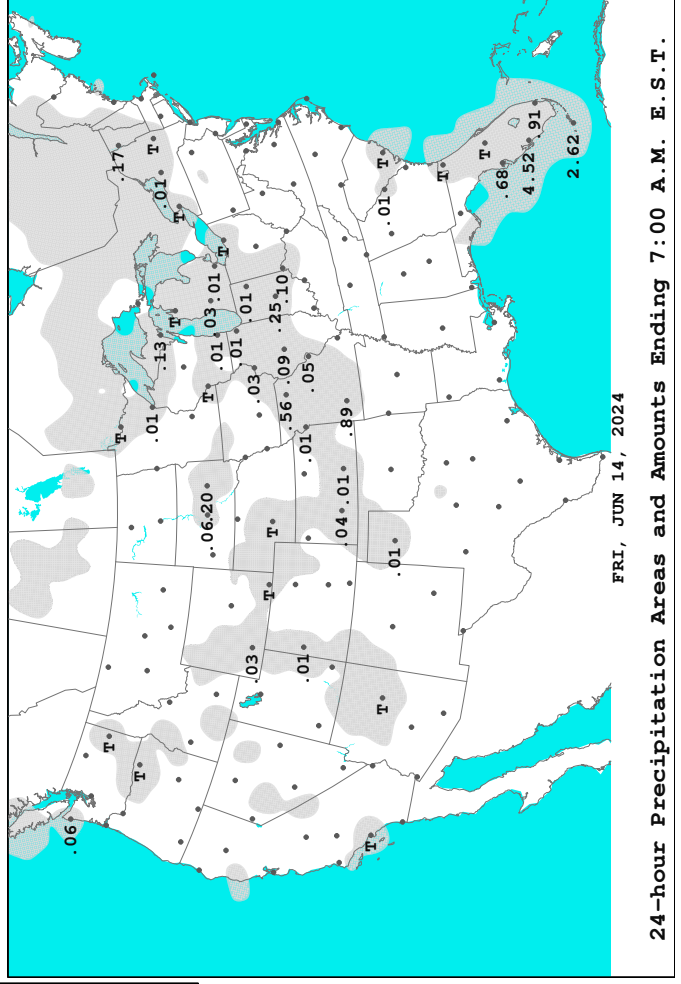 .06
T
T
.17
T
.01
T
.13
.01
T
T
.06 .20
T
.03 .01
.01
T
.01
.01
.03
.03
T
T
.25
.10
.09
.56
.01
.01
.05
.04
.01
.89
T
T
T
.01
.01
T
T
.68
4.52
.91
2.62
FRI, JUN 14, 2024
24-hour Precipitation Areas and Amounts Ending 7:00 A.M. E.S.T.